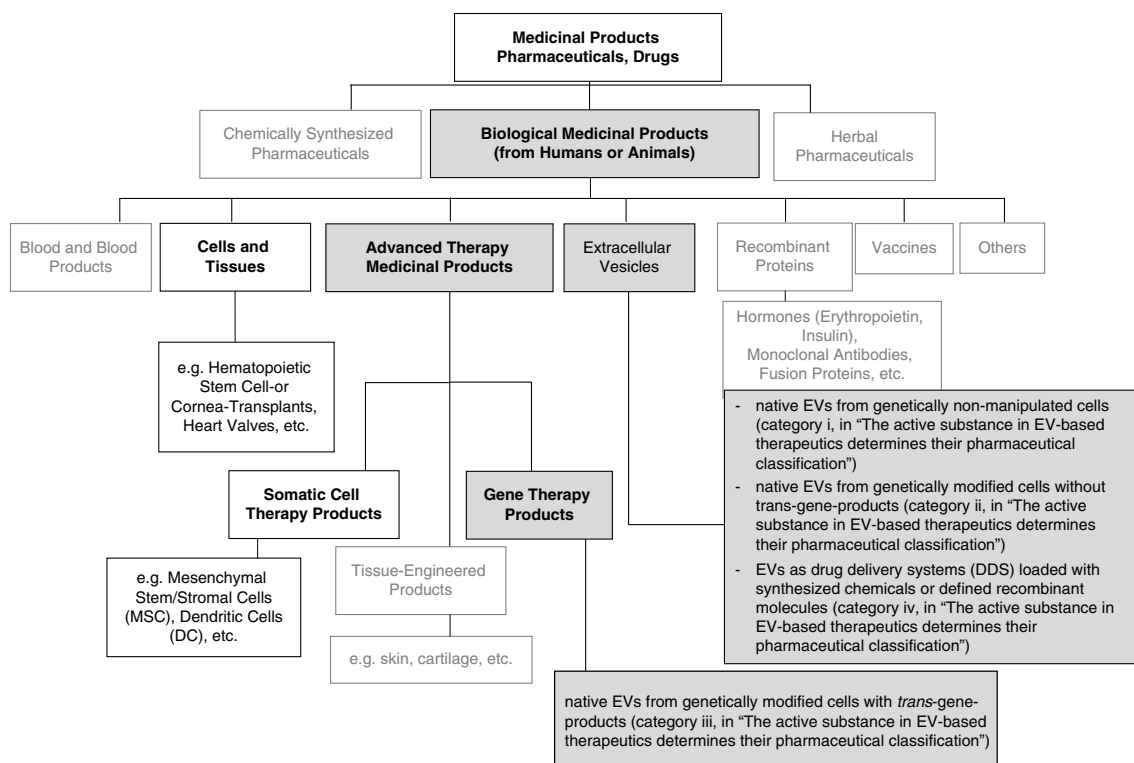 Medicinal Products
Pharmaceuticals, Drugs
Chemically Synthesized
Pharmaceuticals
Biological Medicinal Products
(from Humans or Animals)
Herbal
Pharmaceuticals
Blood and Blood
Products
Cells and
Tissues
Advanced Therapy
Medicinal Products
Extracellular
Vesicles
Recombinant
Proteins
Vaccines
Others
Hormones (Erythropoietin,
Insulin),
Monoclonal Antibodies,
Fusion Proteins, etc.
e.g. Hematopoietic
Stem Cell-or
Cornea-Transplants,
Heart Valves, etc.
- native EVs from genetically non-manipulated cells
(category i, in “The active substance in EV-based
therapeutics determines their pharmaceutical
classification”)
- native EVs from genetically modified cells without
trans-gene-products (category ii, in “The active
substance in EV-based therapeutics determines
their pharmaceutical classification”)
- EVs as drug delivery systems (DDS) loaded with
synthesized chemicals or defined recombinant
molecules (category iv, in “The active substance in
EV-based therapeutics determines their
pharmaceutical classification”)
Somatic Cell
Therapy Products
Gene Therapy
Products
e.g. Mesenchymal
Stem/Stromal Cells
(MSC), Dendritic Cells
(DC), etc.
Tissue-Engineered
Products
e.g. skin, cartilage, etc.
native EVs from genetically modified cells with trans-gene-
products (category iii, in “The active substance in EV-based
therapeutics determines their pharmaceutical classification”)